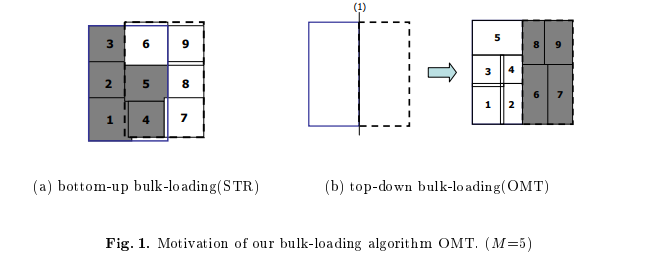 (1)
3 6 9
2 5 8
1 4 7
5 8 9
3 4
1 2 6 7
(a) bottom-up bulk-loading(STR)
(b) top-down bulk-loading(OMT)
Fig. 1. Motivation of our bulk-loading algorithm OMT. (M=5)